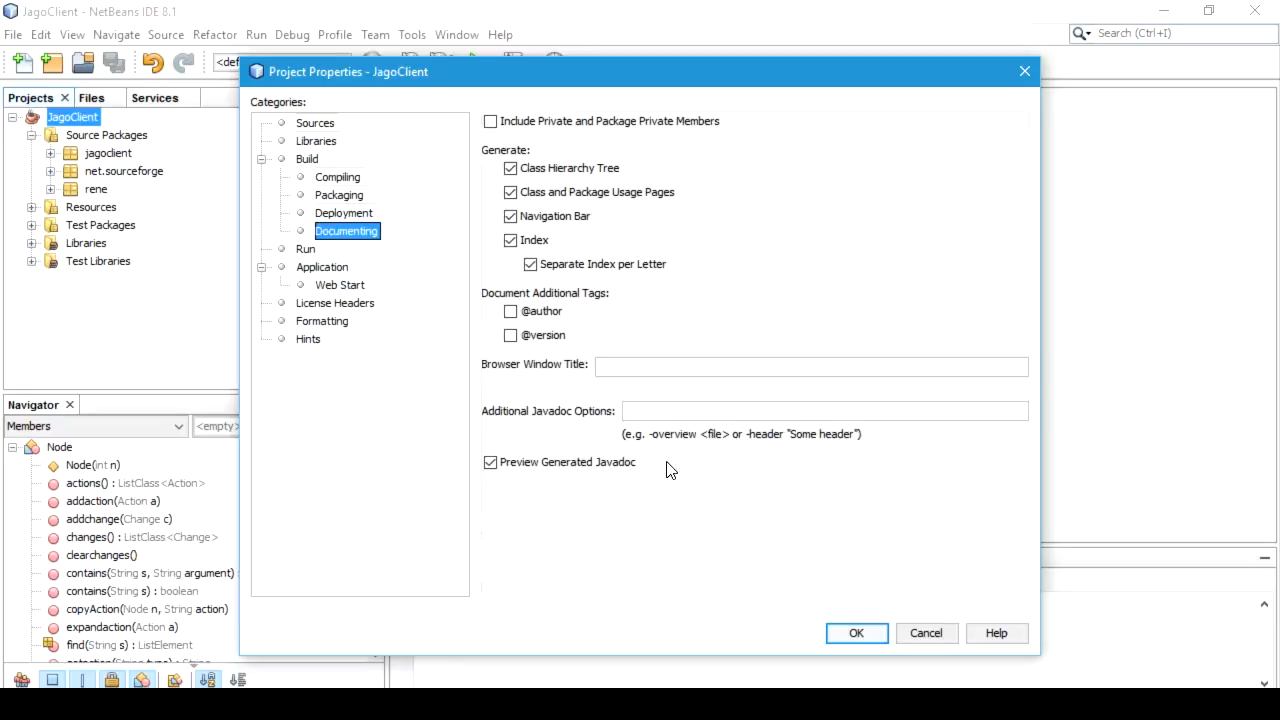 JagoClient - NetBeans IDE 8.1
File Edit View Navigate Source Refactor Run Debug Profile Team Tools Window Help
Search (Ctrl+I)
<def
Project Properties - JagoClient
Projects Files Services
JagoClient
Source Packages
jagoclient
net.sourceforge
rene
Resources
Test Packages
Libraries
Test Libraries
Categories:
Sources
Libraries
Build
Compiling
Packaging
Deployment
Documenting
Run
Application
Web Start
License Headers
Formatting
Hints
Include Private and Package Private Members
Generate:
Class Hierarchy Tree
Class and Package Usage Pages
Navigation Bar
Index
Separate Index per Letter
Document Additional Tags:
@author
@version
Browser Window Title:
Additional Javadoc Options:
(e.g. -overview <file> or -header "Some header")
Preview Generated Javadoc
OK Cancel Help
Navigator
Members <empty>
Node
Node(int n)
actions() : ListClass<Action>
addaction(Action a)
addchange(Change c)
changes() : ListClass<Change>
clearchanges()
contains(String s, String argument)
contains(String s) : boolean
copyAction(Node n, String action)
expandaction(Action a)
find(String s) : ListElement